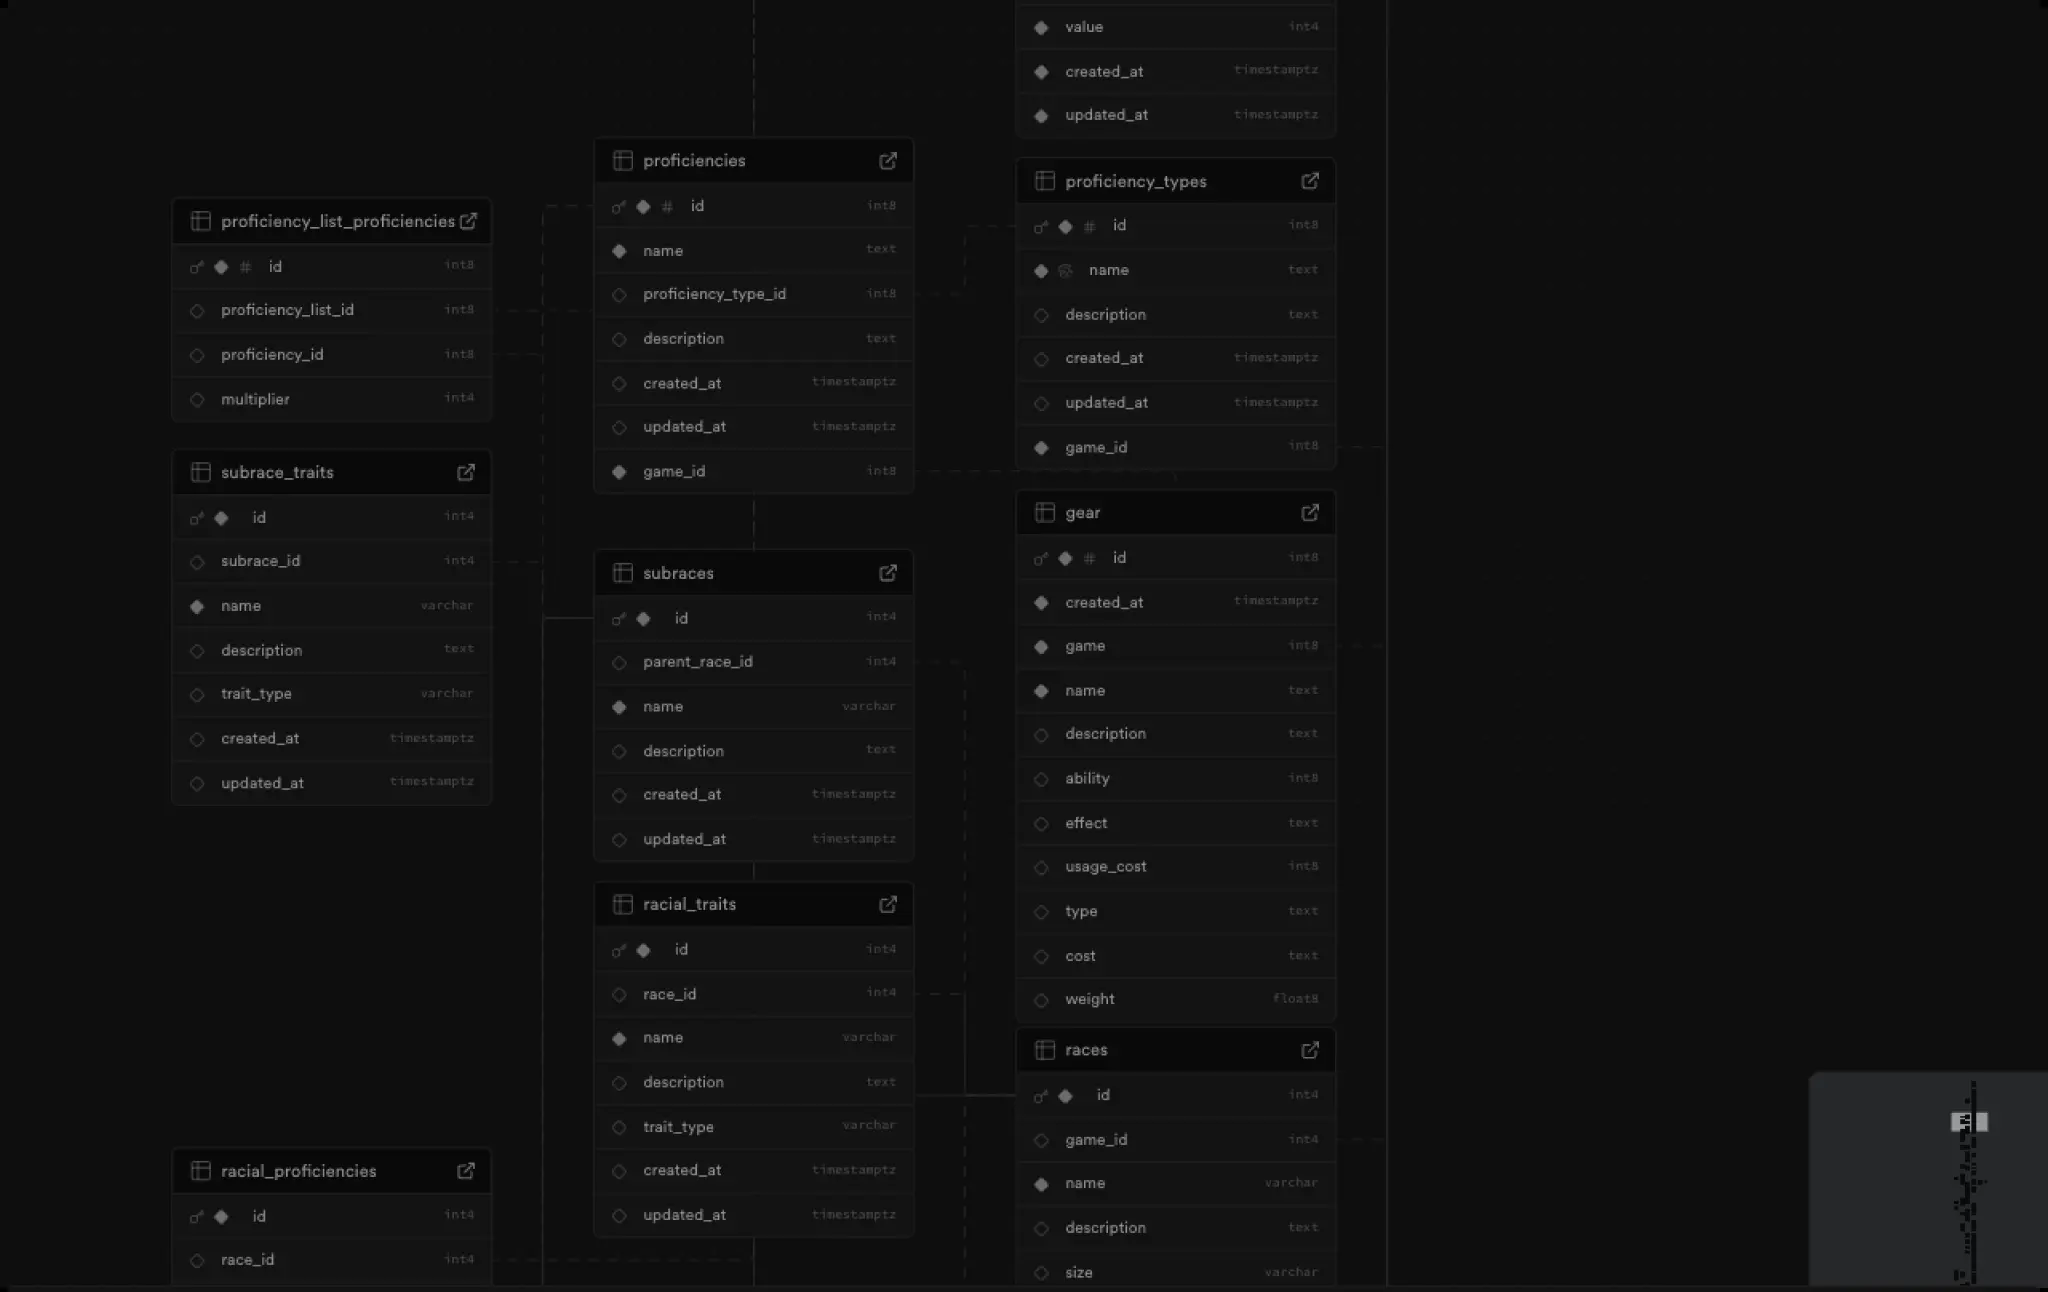 value int4
created_at timestamptz
updated_at timestamptz
proficiencies
id int8
name text
proficiency_type_id int8
description text
created_at timestamptz
updated_at timestamptz
game_id int8
proficiency_types
id int8
name text
description text
created_at timestamptz
updated_at timestamptz
game_id int8
proficiency_list_proficiencies
# id int8
proficiency_list_id int8
proficiency_id int8
multiplier int4
subrace_traits
id int4
subrace_id int4
name varchar
description text
trait_type varchar
created_at timestamptz
updated_at timestamptz
subraces
id int4
parent_race_id int4
name varchar
description text
created_at timestamptz
updated_at timestamptz
gear
# id int8
created_at timestamptz
game int8
name text
description text
ability int8
effect text
usage_cost int8
type text
cost text
weight float8
racial_traits
id int4
race_id int4
name varchar
description text
trait_type varchar
created_at timestamptz
updated_at timestamptz
races
id int4
game_id int4
name varchar
description text
size varchar
racial_proficiencies
id int4
race_id int4